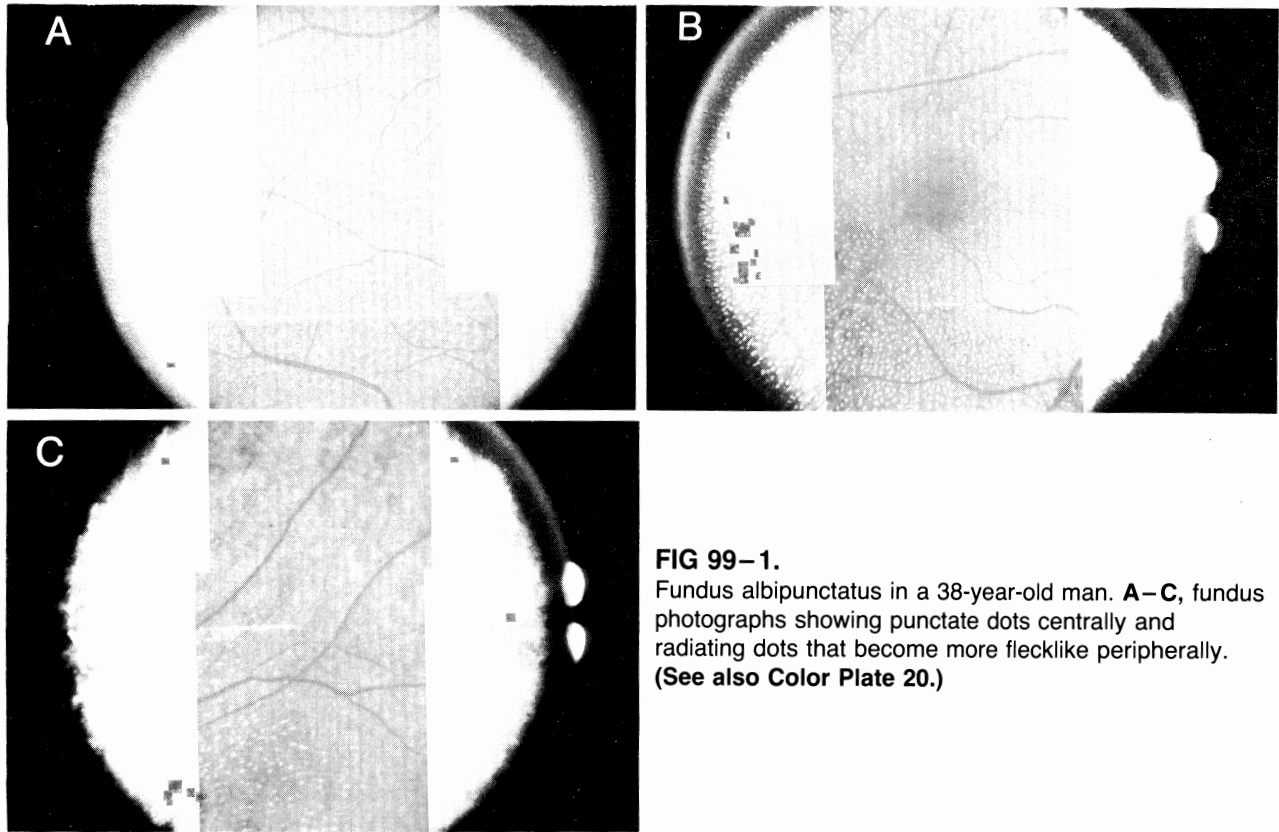 A
B
C
FIG 99–1.
Fundus albipunctatus in a 38-year-old man. A–C, fundus
photographs showing punctate dots centrally and
radiating dots that become more flecklike peripherally.
(See also Color Plate 20.)